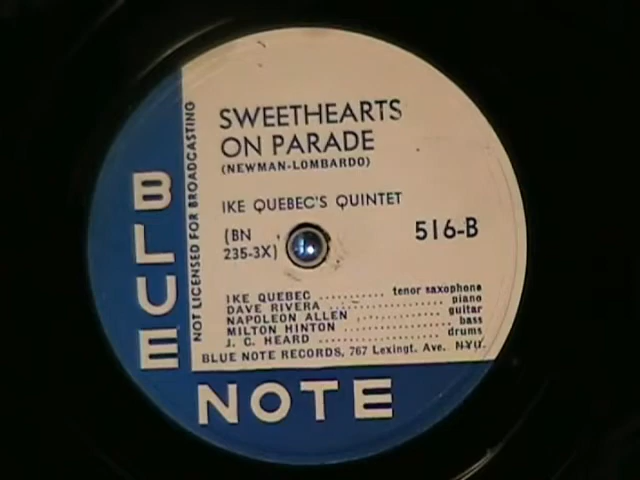 SWEETHEARTS
ON PARADE
(NEWMAN-LOMBARDO)
IKE QUEBEC'S QUINTET
(BN
235-3X)
516-B
IKE QUEBEC .......... tenor saxophone
DAVE RIVERA .................. piano
NAPOLEON ALLEN .............. guitar
MILTON HINTON ................. bass
J. C. HEARD .................. drums
BLUE NOTE RECORDS, 767 Lexingt. Ave. NYC.
NOT LICENSED FOR BROADCASTING
BLUE
NOTE